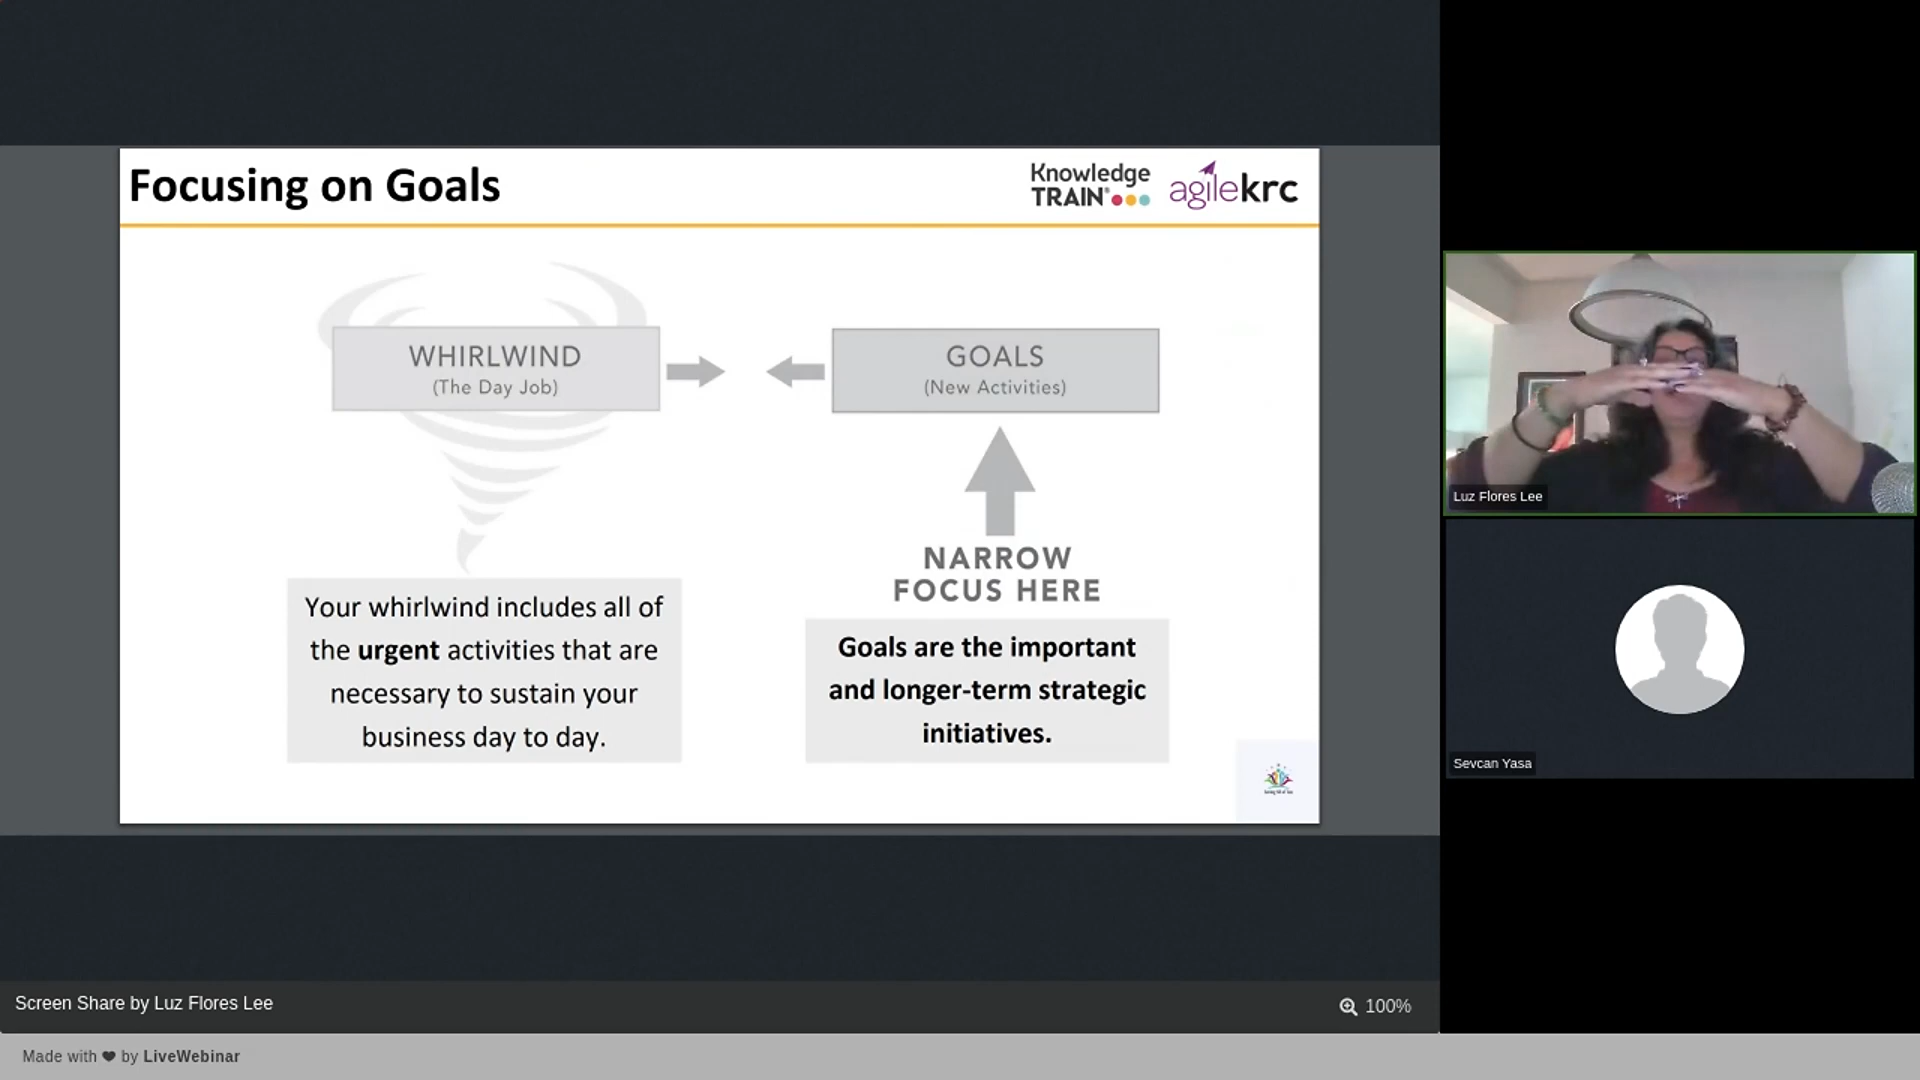 Focusing on Goals
Knowledge
TRAIN®
agilekrc
WHIRLWIND
(The Day Job)
GOALS
(New Activities)
NARROW
FOCUS HERE
Your whirlwind includes all of
the urgent activities that are
necessary to sustain your
business day to day.
Goals are the important
and longer-term strategic
initiatives.
Luz Flores Lee
Sevcan Yasa
Screen Share by Luz Flores Lee
100%
Made with ❤ by LiveWebinar